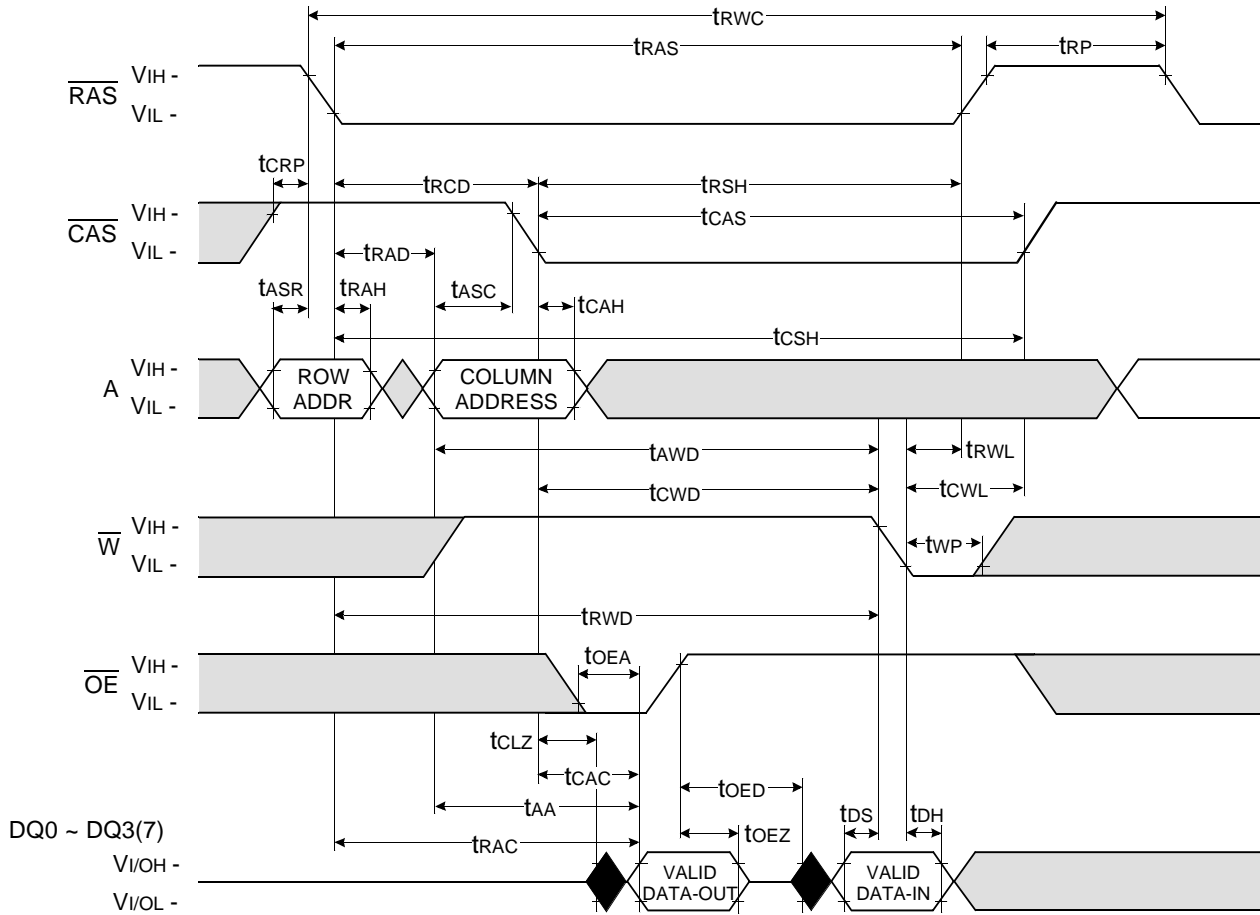 tRWC
tRAS
tRP
RAS
VIH -
VIL -
tCRP
tRCD
tRSH
CAS
VIH -
VIL -
tCAS
tRAD
tASR
tRAH
tASC
tCAH
tCSH
A
VIH -
VIL -
ROW
ADDR
COLUMN
ADDRESS
tAWD
tRWL
tCWD
tCWL
W
VIH -
VIL -
tWP
tRWD
OE
VIH -
VIL -
tOEA
tCLZ
tCAC
tOED
tAA
tDS
tDH
DQ0 ~ DQ3(7)
tRAC
tOEZ
VI/OH -
VI/OL -
VALID
DATA-OUT
VALID
DATA-IN